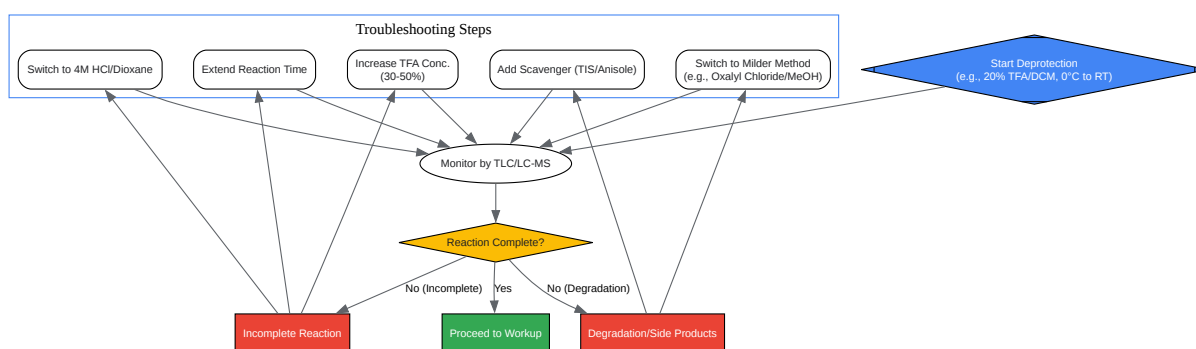 Troubleshooting Steps
Switch to 4M HCl/Dioxane
Extend Reaction Time
Increase TFA Conc.
(30-50%)
Add Scavenger (TIS/Anisole)
Switch to Milder Method
(e.g., Oxalyl Chloride/MeOH)
Start Deprotection
(e.g., 20% TFA/DCM, 0°C to RT)
Monitor by TLC/LC-MS
Reaction Complete?
No (Incomplete)
Yes
No (Degradation)
Incomplete Reaction
Proceed to Workup
Degradation/Side Products